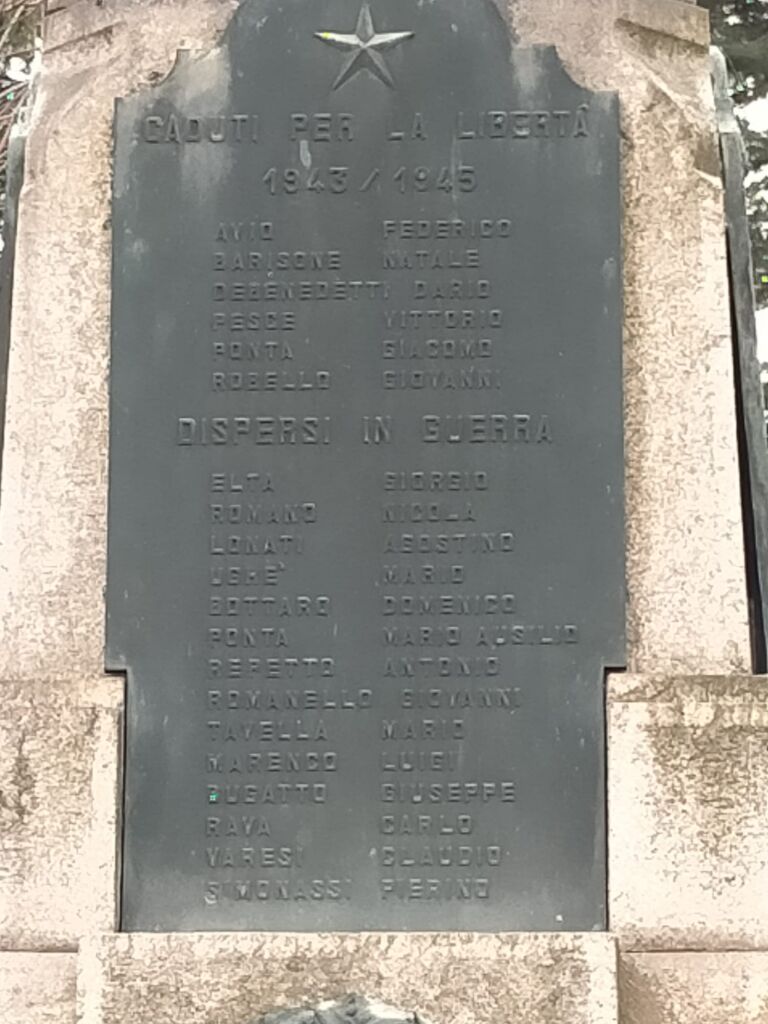 CADUTI PER LA LIBERTÀ
1943/1945
AVIO FEDERICO
BARISONE NATALE
DEBENEDETTI DARIO
PESCE VITTORIO
PONTA GIACOMO
ROBELLO GIOVANNI
DISPERSI IN GUERRA
ELTA GIORGIO
ROMANO NICOLA
LONATI AGOSTINO
UGHE' MARIO
BOTTARO DOMENICO
PONTA MARIO AUSILIO
REPETTO ANTONIO
ROMANELLO GIOVANNI
TAVELLA MARIO
MARENCO LUIGI
BUGATTO GIUSEPPE
RAVA CARLO
VARESI CLAUDIO
SIMONASSI PIERINO